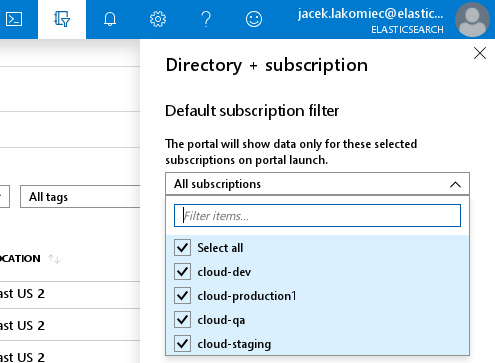 jacek.lakomiec@elastic...
ELASTICSEARCH
Directory + subscription
Default subscription filter
The portal will show data only for these selected
subscriptions on portal launch.
All tags
All subscriptions
Filter items...
OCATION
Select all
cloud-dev
ast US 2
cloud-production1
ast US 2
cloud-qa
ast US 2
cloud-staging